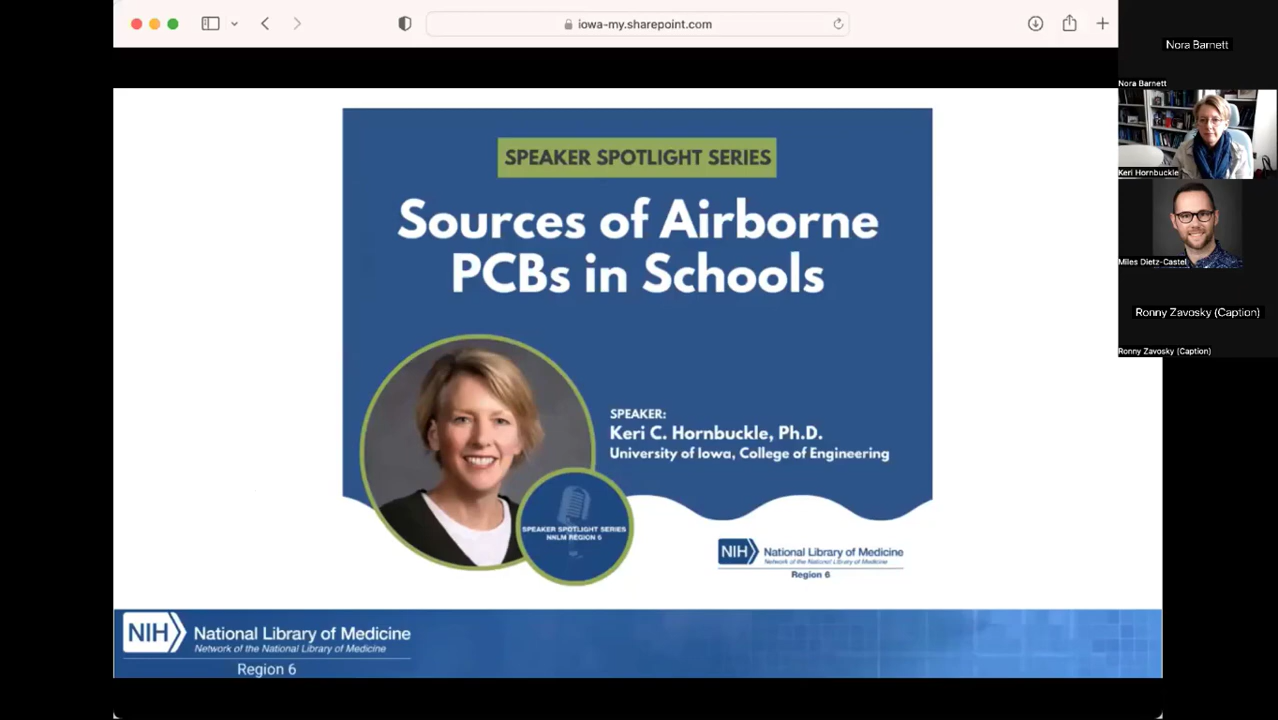 iowa-my.sharepoint.com
SPEAKER SPOTLIGHT SERIES
Sources of Airborne
PCBs in Schools
SPEAKER:
Keri C. Hornbuckle, Ph.D.
University of Iowa, College of Engineering
SPEAKER SPOTLIGHT SERIES
NNLM REGION 6
NIH National Library of Medicine
Network of the National Library of Medicine
Region 6
NIH National Library of Medicine
Network of the National Library of Medicine
Region 6
Nora Barnett
Nora Barnett
Keri Hornbuckle
Miles Dietz-Castel
Ronny Zavosky (Caption)
Ronny Zavosky (Caption)